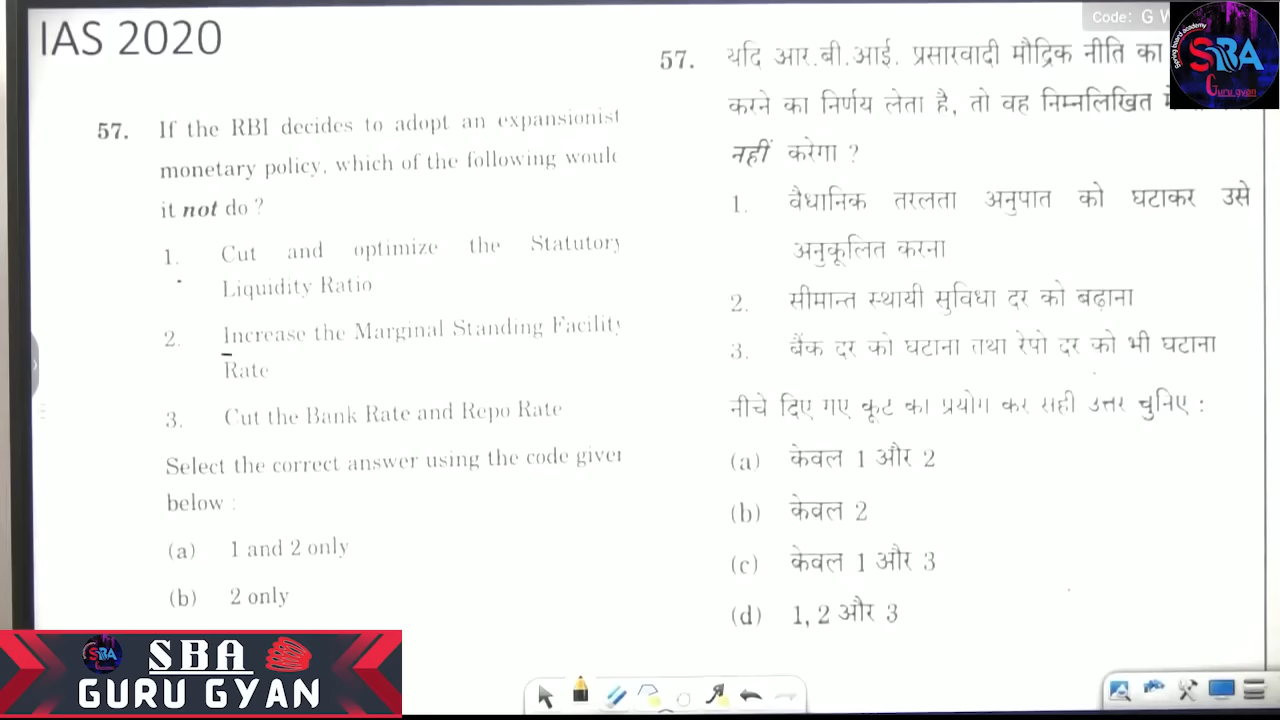 IAS 2020
57. If the RBI decides to adopt an expansionist
monetary policy, which of the following would
it not do ?
1. Cut and optimize the Statutory
Liquidity Ratio
2. Increase the Marginal Standing Facility
Rate
3. Cut the Bank Rate and Repo Rate
Select the correct answer using the code given
below :
(a) 1 and 2 only
(b) 2 only
Code: G
57. यदि आर.बी.आई. प्रसारवादी मौद्रिक नीति का
करने का निर्णय लेता है, तो वह निम्नलिखित
नहीं करेगा ?
1. वैधानिक तरलता अनुपात को घटाकर उसे
अनुकूलित करना
2. सीमान्त स्थायी सुविधा दर को बढ़ाना
3. बैंक दर को घटाना तथा रेपो दर को भी घटाना
नीचे दिए गए कूट का प्रयोग कर सही उत्तर चुनिए :
(a) केवल 1 और 2
(b) केवल 2
(c) केवल 1 और 3
(d) 1, 2 और 3
SBA
Guru gyan
SBA
SBA
GURU GYAN